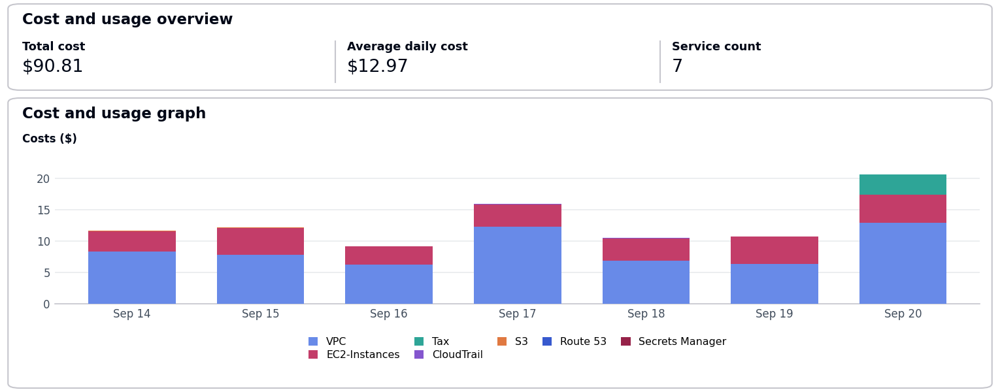 Cost and usage overview
Total cost
$90.81
Average daily cost
$12.97
Service count
7
Cost and usage graph
Costs ($)
20
15
10
5
0
Sep 14 Sep 15 Sep 16 Sep 17 Sep 18 Sep 19 Sep 20
VPC Tax S3 Route 53 Secrets Manager
EC2-Instances CloudTrail